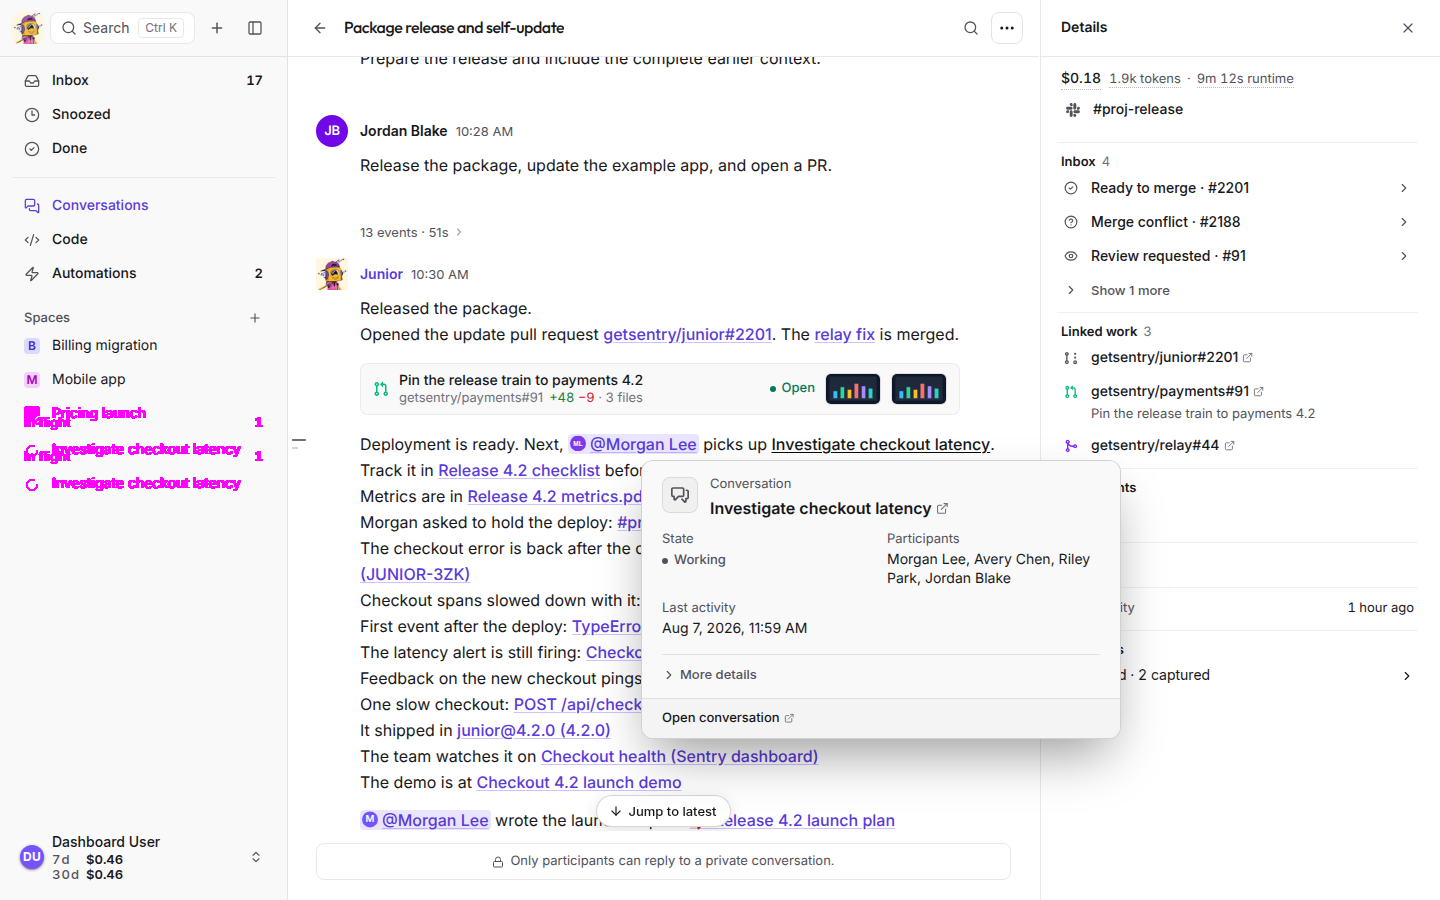 Search
Ctrl K
Inbox
17
Snoozed
Done
Conversations
Code
Automations
2
Spaces
B
Billing migration
M
Mobile app
Pricing launch
In flight
1
Investigate checkout latency
In flight
1
Investigate checkout latency
DU
Dashboard User
7d $0.46
30d $0.46
Package release and self-update
Prepare the release and include the complete earlier context.
JB
Jordan Blake 10:28 AM
Release the package, update the example app, and open a PR.
13 events · 51s
Junior 10:30 AM
Released the package.
Opened the update pull request getsentry/junior#2201. The relay fix is merged.
Pin the release train to payments 4.2
getsentry/payments#91 +48 −9 · 3 files
Open
Deployment is ready. Next, ML @Morgan Lee picks up Investigate checkout latency.
Track it in Release 4.2 checklist
Metrics are in Release 4.2 metrics.pd
Morgan asked to hold the deploy:
The checkout error is back after the
(JUNIOR-3ZK)
Checkout spans slowed down with it:
First event after the deploy:
The latency alert is still firing:
Feedback on the new checkout pings
One slow checkout: POST
It shipped in junior@4.2.0 (4.2.0)
The team watches it on Checkout health (Sentry dashboard)
The demo is at Checkout 4.2 launch demo
M @Morgan Lee wrote the 4.2 launch plan
Jump to latest
Only participants can reply to a private conversation.
Conversation
Investigate checkout latency
State
Working
Participants
Morgan Lee, Avery Chen, Riley
Park, Jordan Blake
Last activity
Aug 7, 2026, 11:59 AM
More details
Open conversation
Details
$0.18 1.9k tokens · 9m 12s runtime
#proj-release
Inbox 4
Ready to merge · #2201
Merge conflict · #2188
Review requested · #91
Show 1 more
Linked work 3
getsentry/junior#2201
getsentry/payments#91
Pin the release train to payments 4.2
getsentry/relay#44
1 hour ago
· 2 captured